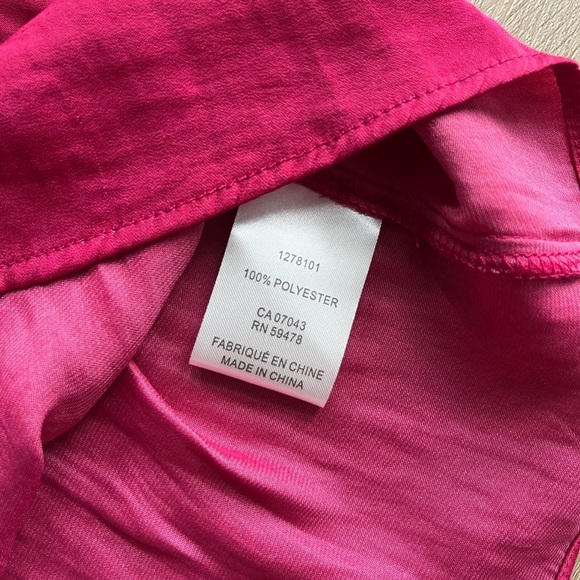 1278101
100% POLYESTER
CA 07043
RN 59478
FABRIQUÉ EN CHINE
MADE IN CHINA